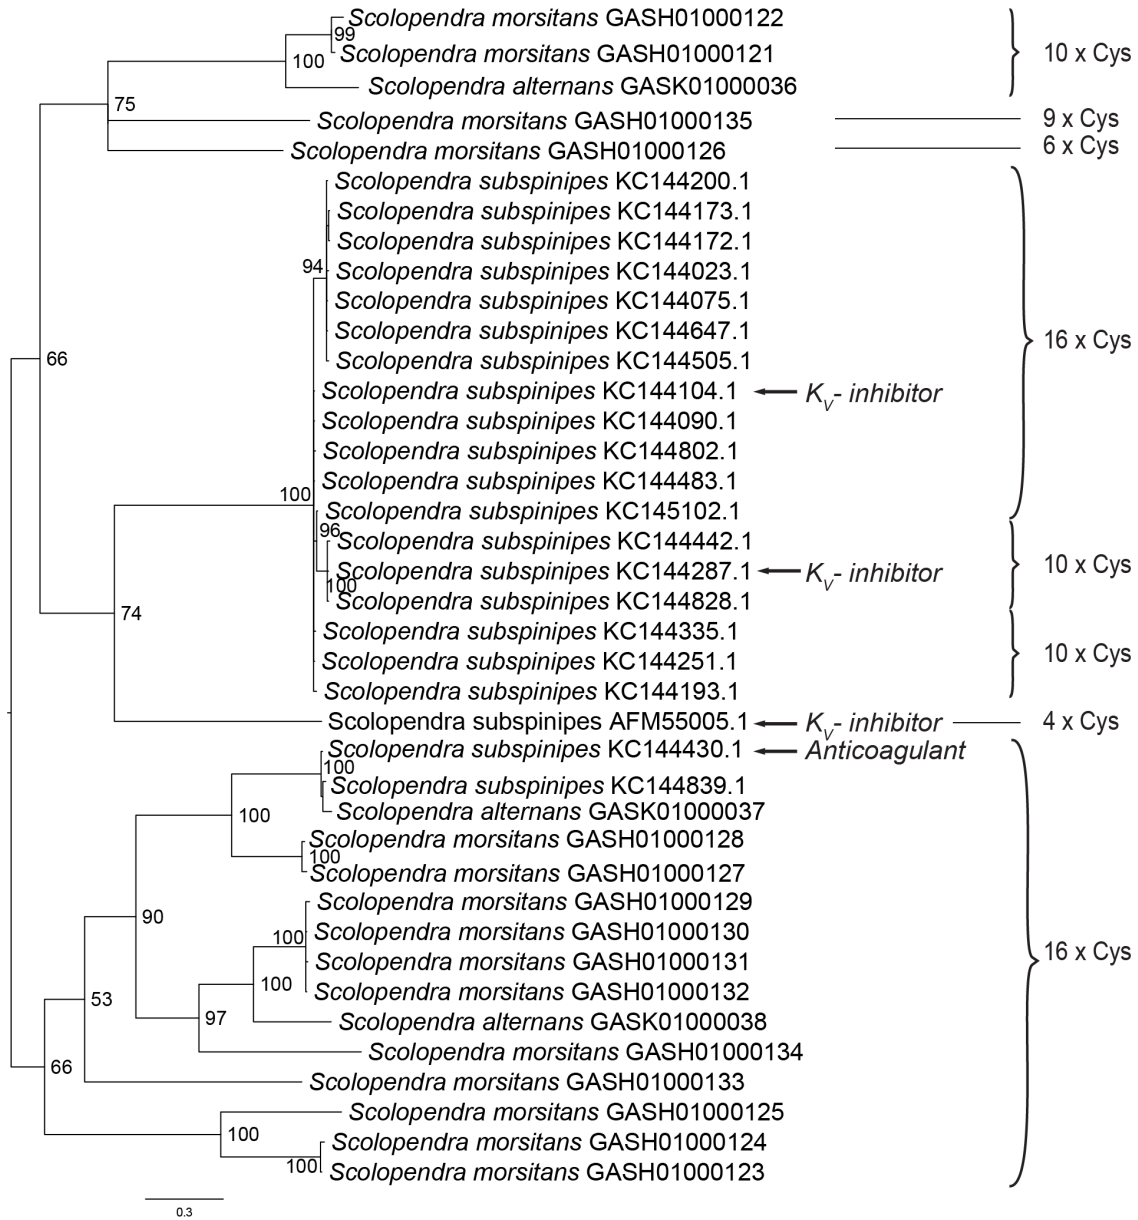 Scolopendra morsitans GASH01000122
99
Scolopendra morsitans GASH01000121
100
10 x Cys
Scolopendra alternans GASK01000036
75
Scolopendra morsitans GASH01000135
9 x Cys
Scolopendra morsitans GASH01000126
6 x Cys
Scolopendra subspinipes KC144200.1
Scolopendra subspinipes KC144173.1
Scolopendra subspinipes KC144172.1
94
Scolopendra subspinipes KC144023.1
Scolopendra subspinipes KC144075.1
Scolopendra subspinipes KC144647.1
16 x Cys
66
Scolopendra subspinipes KC144505.1
Scolopendra subspinipes KC144104.1
KV- inhibitor
Scolopendra subspinipes KC144090.1
Scolopendra subspinipes KC144802.1
Scolopendra subspinipes KC144483.1
100
Scolopendra subspinipes KC145102.1
96
Scolopendra subspinipes KC144442.1
10 x Cys
Scolopendra subspinipes KC144287.1
KV- inhibitor
100
Scolopendra subspinipes KC144828.1
74
Scolopendra subspinipes KC144335.1
10 x Cys
Scolopendra subspinipes KC144251.1
Scolopendra subspinipes KC144193.1
Scolopendra subspinipes AFM55005.1
KV- inhibitor
4 x Cys
Scolopendra subspinipes KC144430.1
Anticoagulant
100
Scolopendra subspinipes KC144839.1
Scolopendra alternans GASK01000037
100
Scolopendra morsitans GASH01000128
100
Scolopendra morsitans GASH01000127
Scolopendra morsitans GASH01000129
90
Scolopendra morsitans GASH01000130
100
16 x Cys
Scolopendra morsitans GASH01000131
100
Scolopendra morsitans GASH01000132
53
97
Scolopendra alternans GASK01000038
Scolopendra morsitans GASH01000134
66
Scolopendra morsitans GASH01000133
Scolopendra morsitans GASH01000125
100
Scolopendra morsitans GASH01000124
100
Scolopendra morsitans GASH01000123
0.3